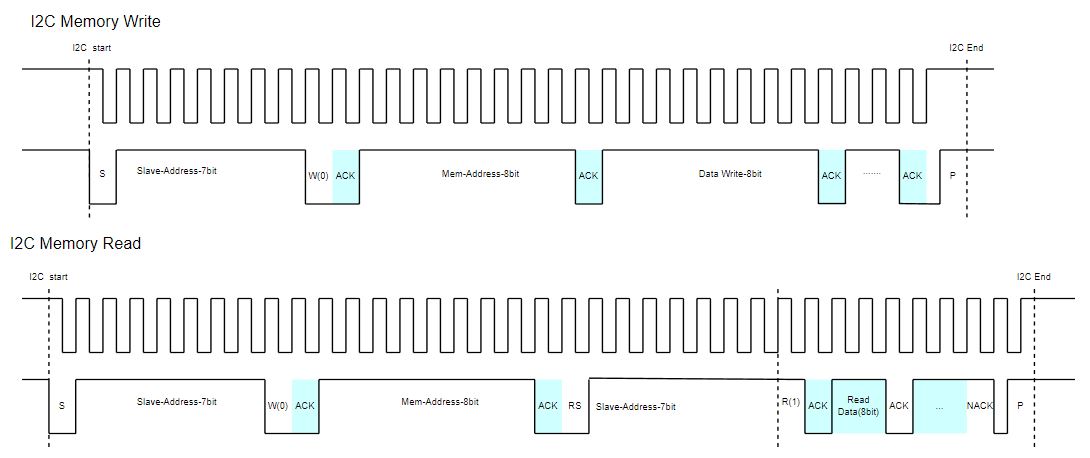 I2C Memory Write
I2C start
I2C End
S
Slave-Address-7bit
W(0)
ACK
Mem-Address-8bit
ACK
Data Write-8bit
ACK
.......
ACK
P
I2C Memory Read
I2C start
I2C End
S
Slave-Address-7bit
W(0)
ACK
Mem-Address-8bit
ACK
RS
Slave-Address-7bit
R(1)
ACK
Read
Data(8bit)
ACK
...
NACK
P